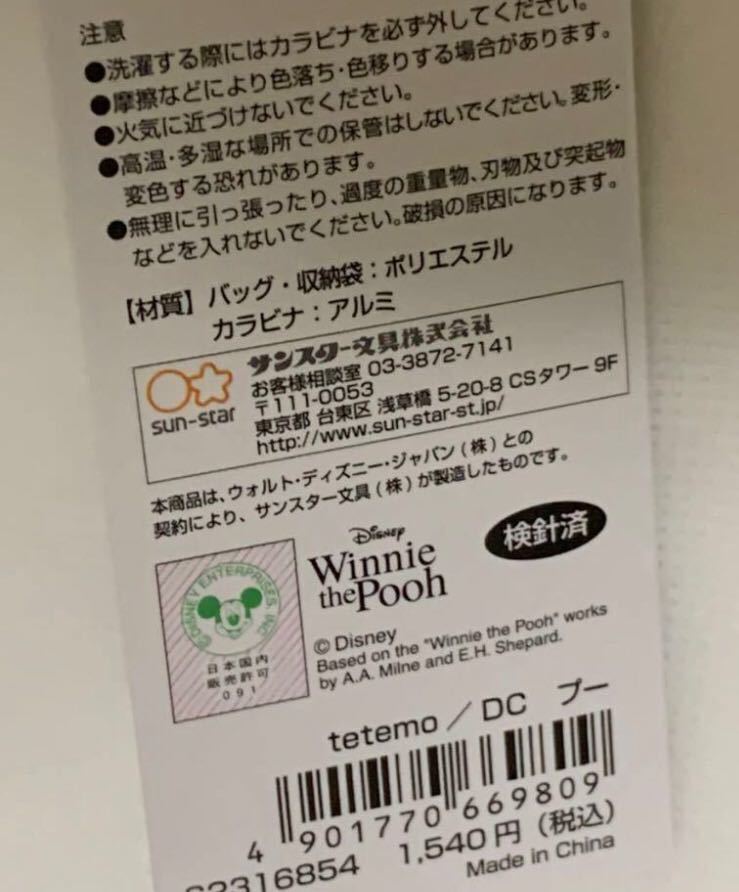 注意
●洗濯する際にはカラビナを必ず外してください。
●摩擦などにより色落ち・色移りする場合があります。
●火気に近づけないでください。
●高温・多湿な場所での保管はしないでください。変形・
変色する恐れがあります。
●無理に引っ張ったり、過度の重量物、刃物及び突起物
などを入れないでください。破損の原因になります。
【材質】バッグ・収納袋：ポリエステル
カラビナ：アルミ
sun-star
サンスター文具株式会社
お客様相談室 03-3872-7141
〒111-0053
東京都 台東区 浅草橋 5-20-8 CSタワー 9F
http://www.sun-star-st.jp/
本商品は、ウォルト・ディズニー・ジャパン(株)との
契約により、サンスター文具(株)が製造したものです。
©DISNEY ENTERPRISES, INC
日本国内
販売許可
091
Disney
Winnie
the Pooh
検針済
© Disney
Based on the "Winnie the Pooh" works
by A.A. Milne and E.H. Shepard.
tetemo／DC プー
4 901770 669809
S2316854 1,540円(税込)
Made in China